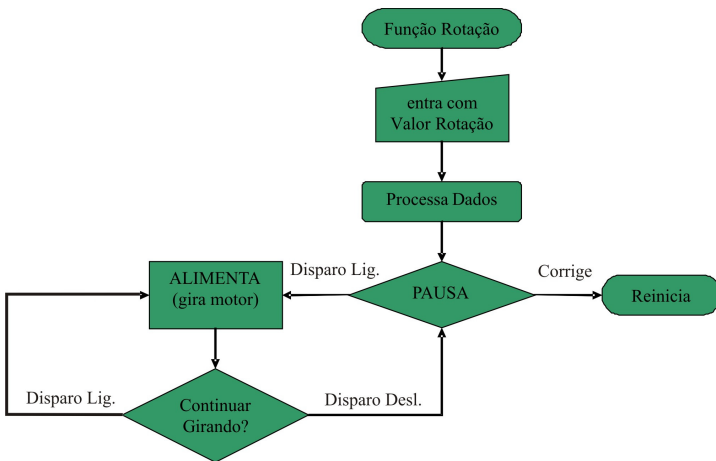 Função Rotação
entra com
Valor Rotação
Processa Dados
Disparo Lig.
Corrige
ALIMENTA
(gira motor)
PAUSA
Reinicia
Disparo Lig.
Continuar
Girando?
Disparo Desl.